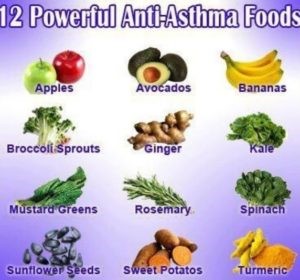 12 Powerful Anti-Asthma Foods
Apples Avocados Bananas
Broccoli Sprouts Ginger Kale
Mustard Greens Rosemary Spinach
Sunflower Seeds Sweet Potatos Turmeric